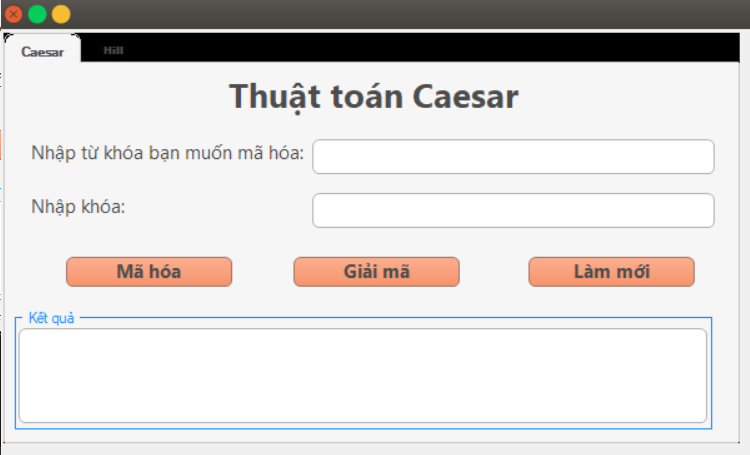 Caesar
Hill
Thuật toán Caesar
Nhập từ khóa bạn muốn mã hóa:
Nhập khóa:
Mã hóa
Giải mã
Làm mới
Kết quả